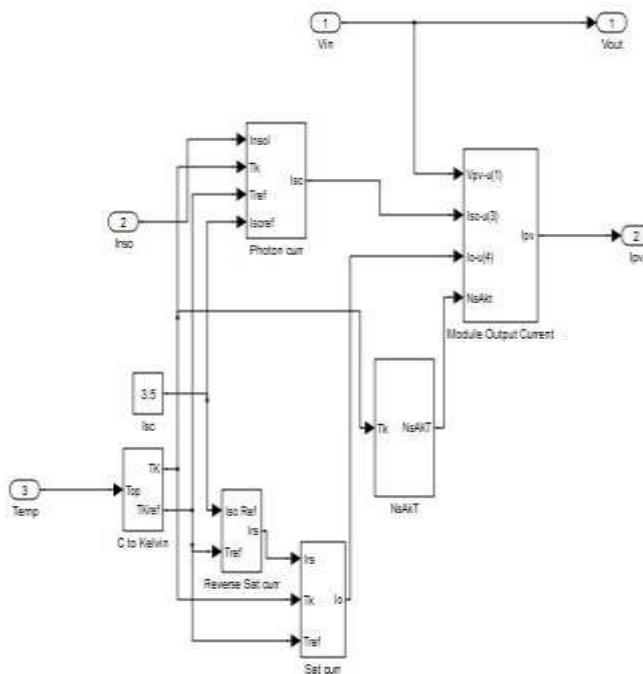 1
Vin
1
Vout
Insol
Tk
Tref
Iscref
Isc
Photon curr
Vpv-u(1)
Isc-u(3)
Io-u(4)
NsAkt
Ipv
Module Output Current
2
Inso
2
Ipv
3.5
Isc
Tk
NsAKT
NsAkT
3
Temp
Top
TK
TKref
C to Kelvin
Isc Ref
Tref
Irs
Reverse Sat curr
Irs
Tk
Tref
Io
Sat curr